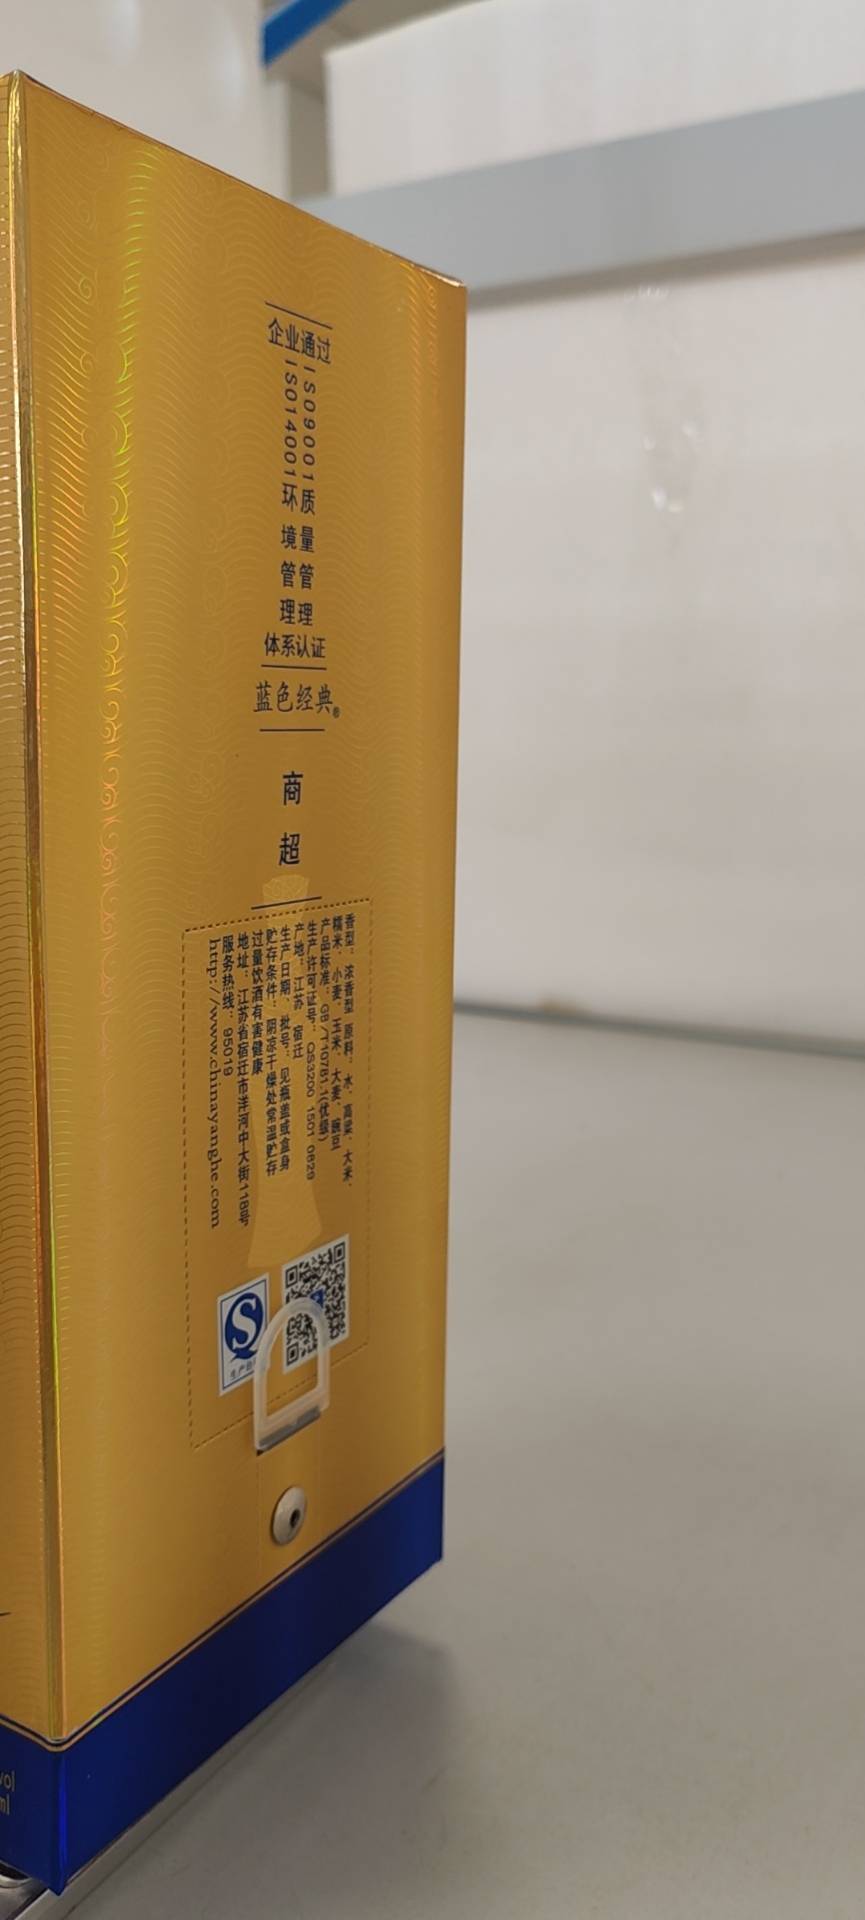 企业通过
ISO9001质量管理
ISO14001环境管理
体系认证
蓝色经典®
商
超
香型：浓香型 原料：水、高粱、大米、
糯米、小麦、玉米、大麦、豌豆
产品标准：GB/T10781.1(优级)
生产许可证号：QS3200 1501 0829
产地：江苏 宿迁
生产日期、批号：见瓶盖或盒身
贮存条件：阴凉干燥处常温贮存
过量饮酒有害健康
地址：江苏省宿迁市洋河中大街118号
服务热线：95019
http://www.chinayanghe.com
生产
vol
ml